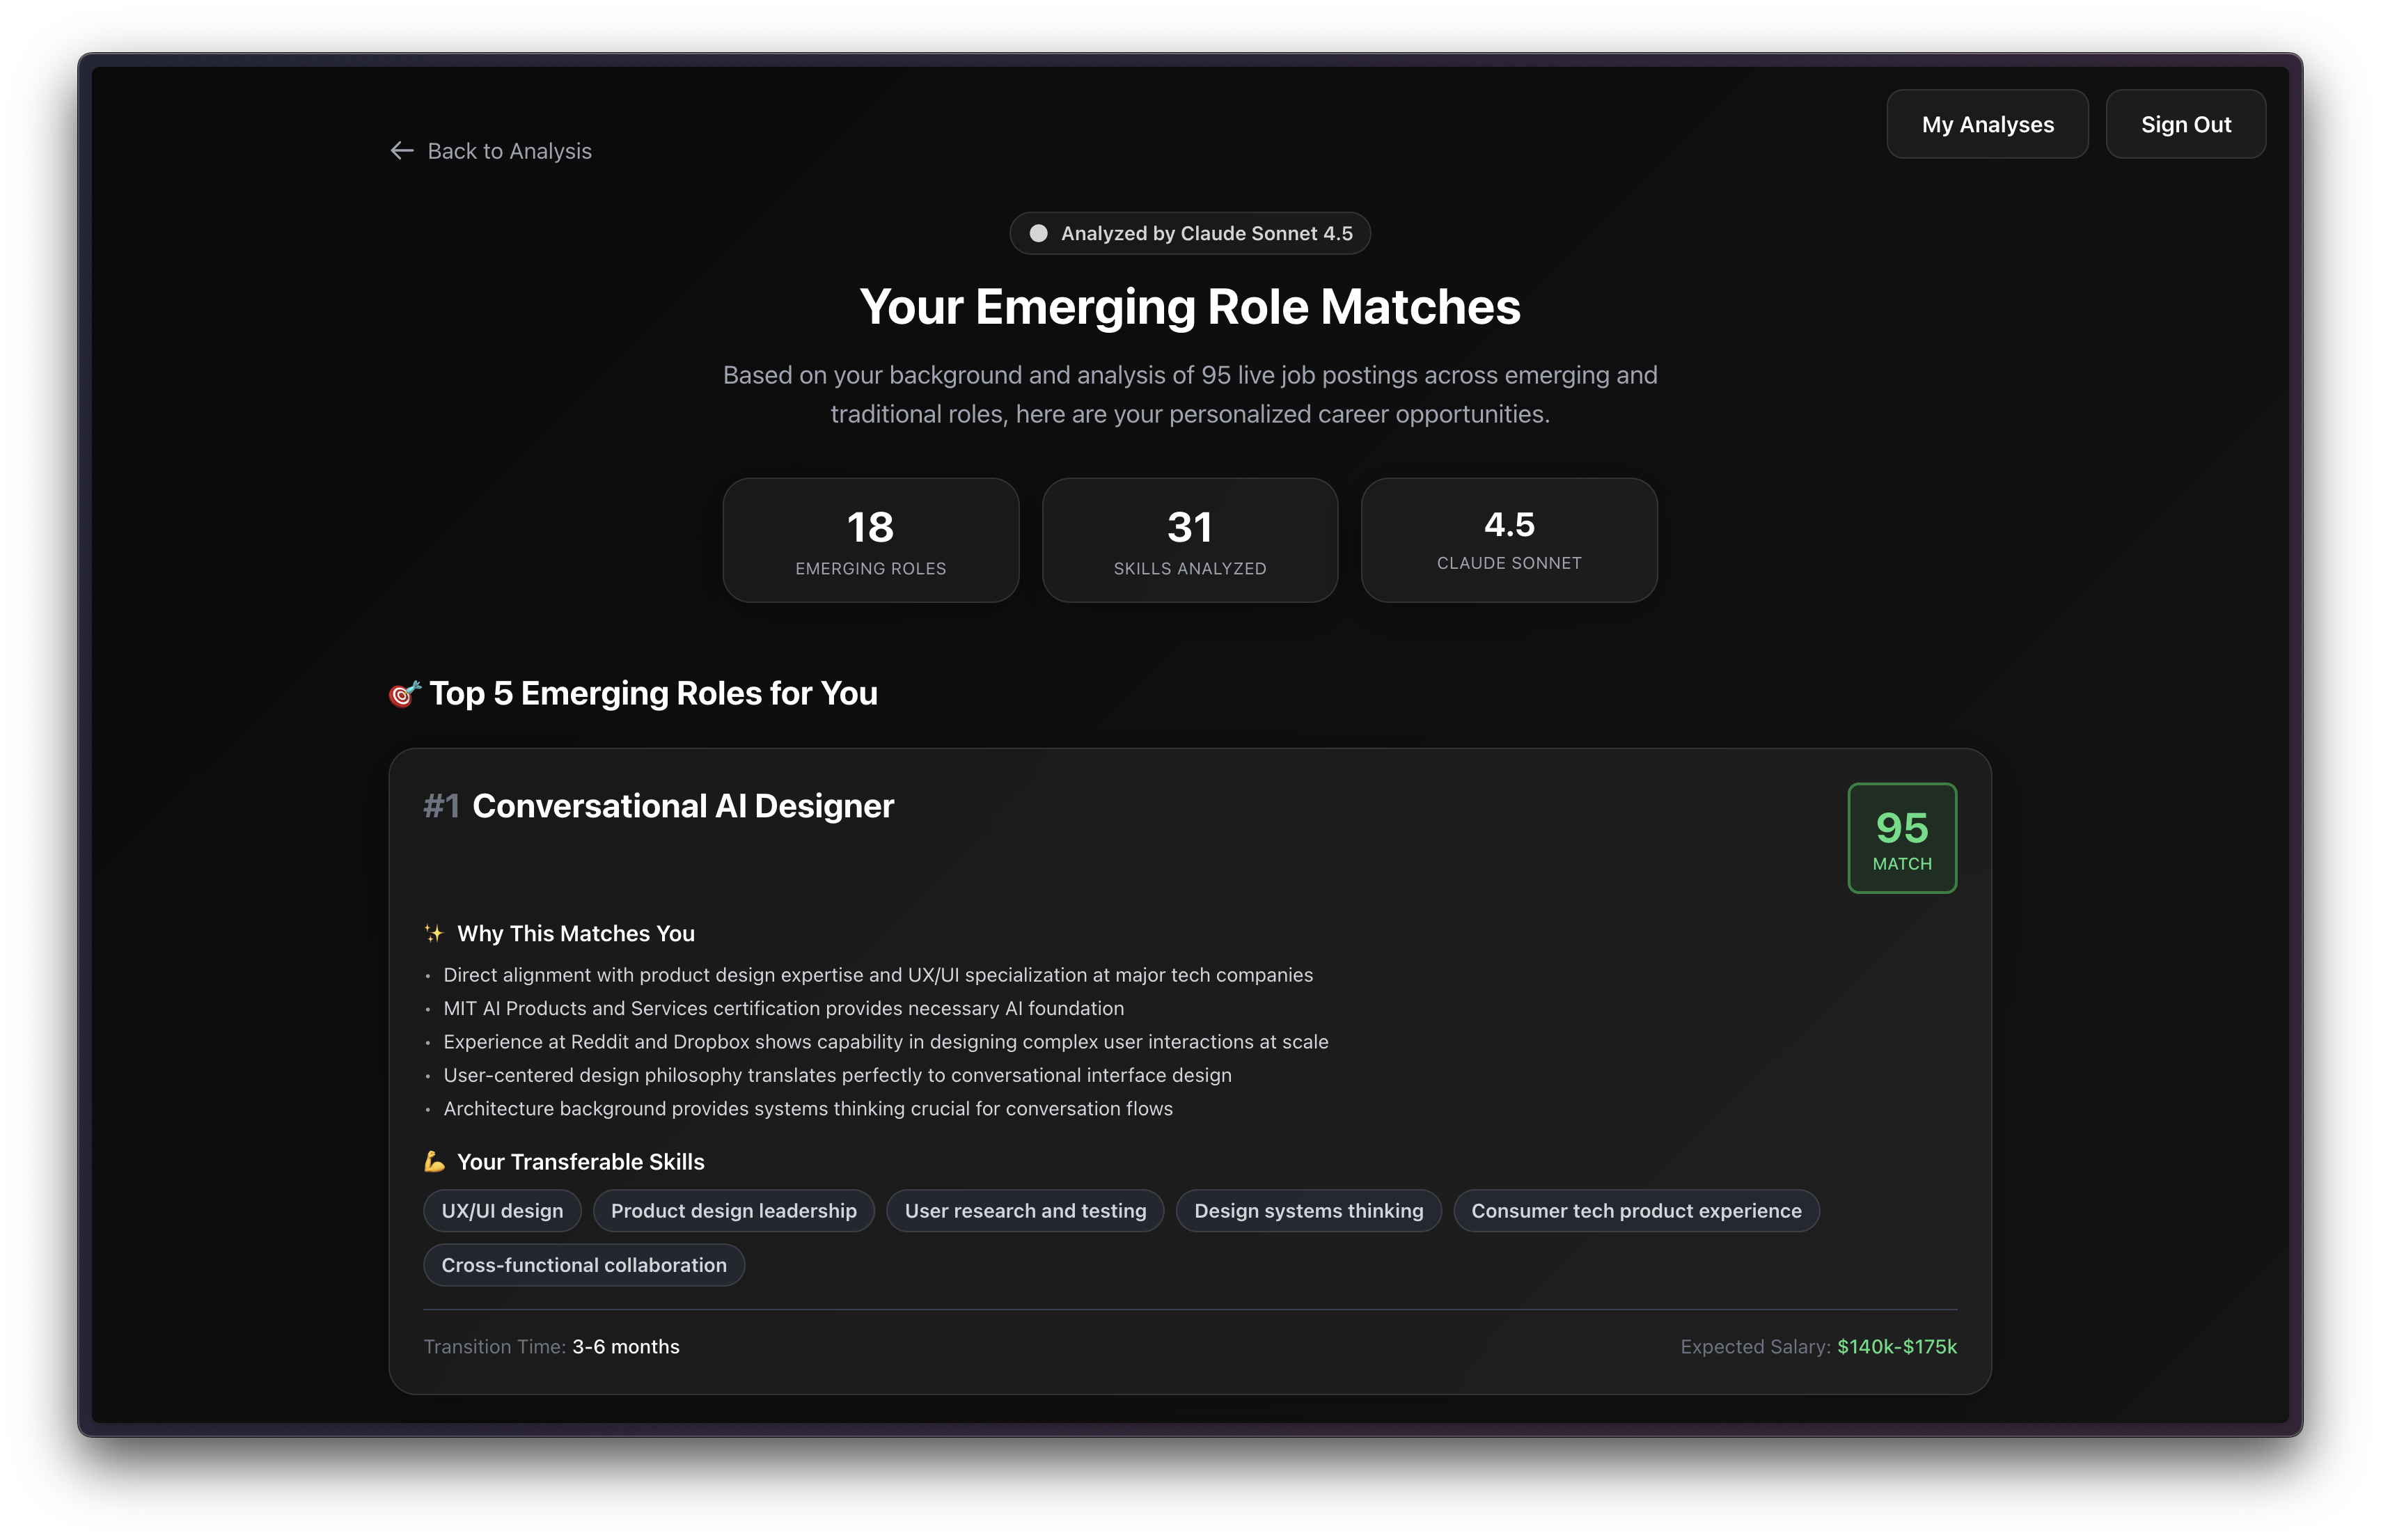 My Analyses
Sign Out
← Back to Analysis
Analyzed by Claude Sonnet 4.5
Your Emerging Role Matches
Based on your background and analysis of 95 live job postings across emerging and
traditional roles, here are your personalized career opportunities.
18
EMERGING ROLES
31
SKILLS ANALYZED
4.5
CLAUDE SONNET
🎯 Top 5 Emerging Roles for You
#1 Conversational AI Designer
95
MATCH
✨ Why This Matches You
• Direct alignment with product design expertise and UX/UI specialization at major tech companies
• MIT AI Products and Services certification provides necessary AI foundation
• Experience at Reddit and Dropbox shows capability in designing complex user interactions at scale
• User-centered design philosophy translates perfectly to conversational interface design
• Architecture background provides systems thinking crucial for conversation flows
💪 Your Transferable Skills
UX/UI design
Product design leadership
User research and testing
Design systems thinking
Consumer tech product experience
Cross-functional collaboration
Transition Time: 3-6 months
Expected Salary: $140k-$175k